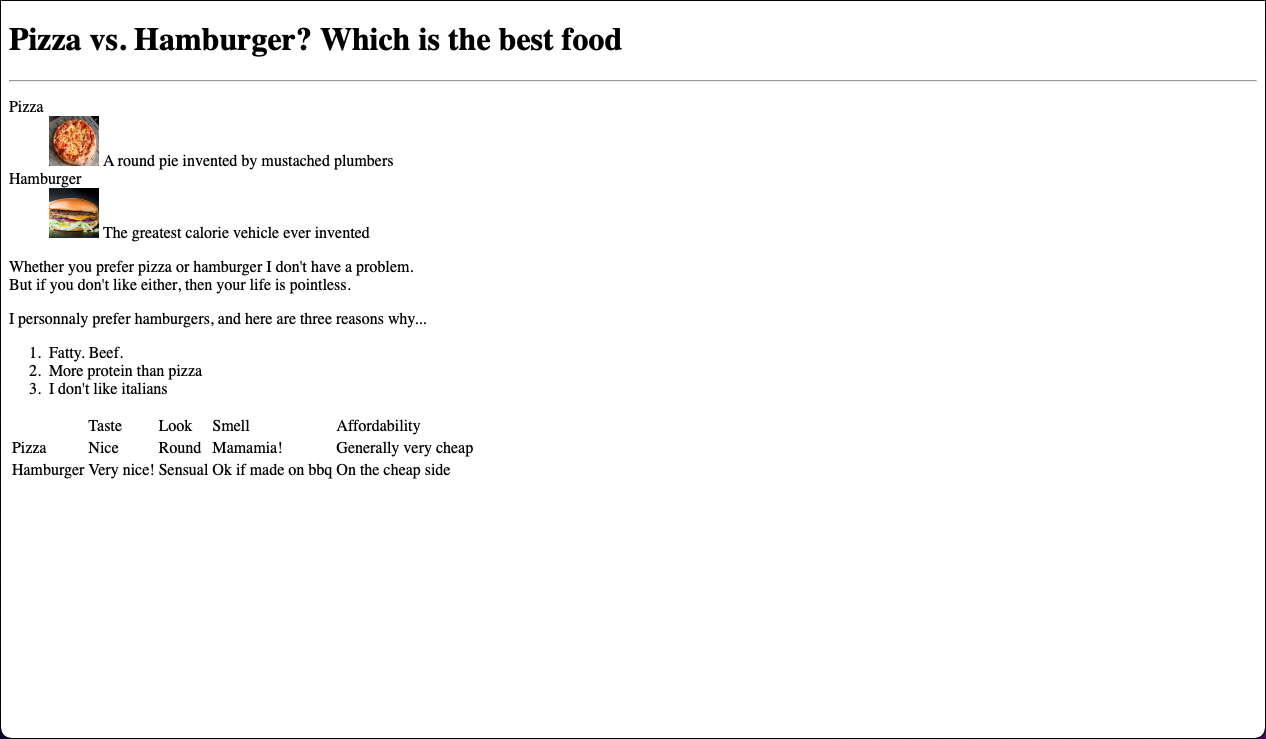 Pizza vs. Hamburger? Which is the best food
Pizza
A round pie invented by mustached plumbers
Hamburger
The greatest calorie vehicle ever invented
Whether you prefer pizza or hamburger I don't have a problem.
But if you don't like either, then your life is pointless.
I personnaly prefer hamburgers, and here are three reasons why...
1. Fatty. Beef.
2. More protein than pizza
3. I don't like italians
Taste Look Smell Affordability
Pizza Nice Round Mamamia! Generally very cheap
Hamburger Very nice! Sensual Ok if made on bbq On the cheap side